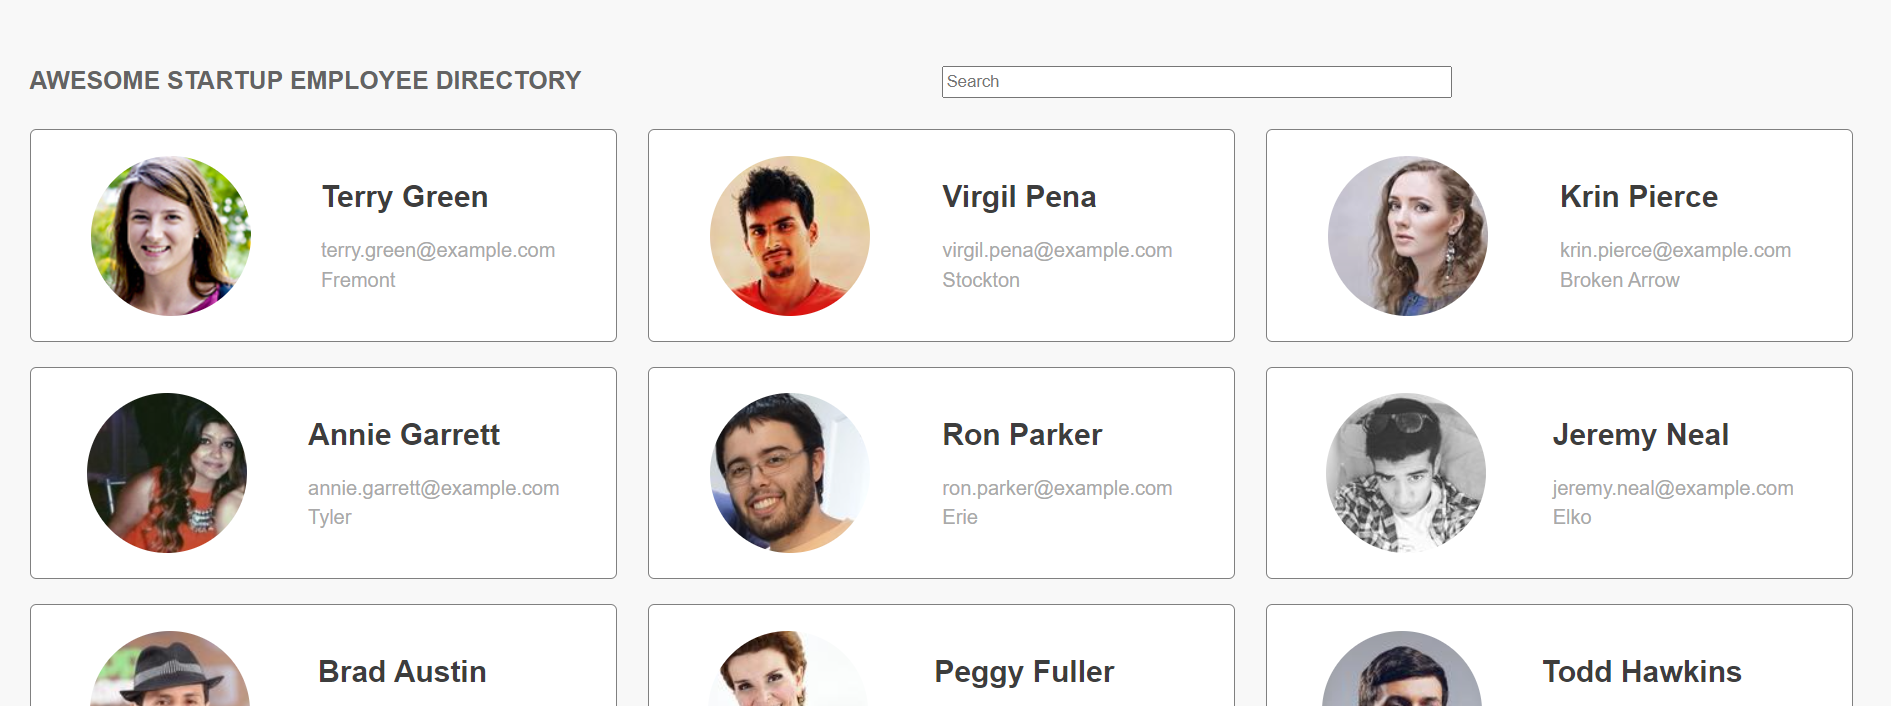 AWESOME STARTUP EMPLOYEE DIRECTORY
Search
Terry Green
terry.green@example.com
Fremont
Virgil Pena
virgil.pena@example.com
Stockton
Krin Pierce
krin.pierce@example.com
Broken Arrow
Annie Garrett
annie.garrett@example.com
Tyler
Ron Parker
ron.parker@example.com
Erie
Jeremy Neal
jeremy.neal@example.com
Elko
Brad Austin
Peggy Fuller
Todd Hawkins